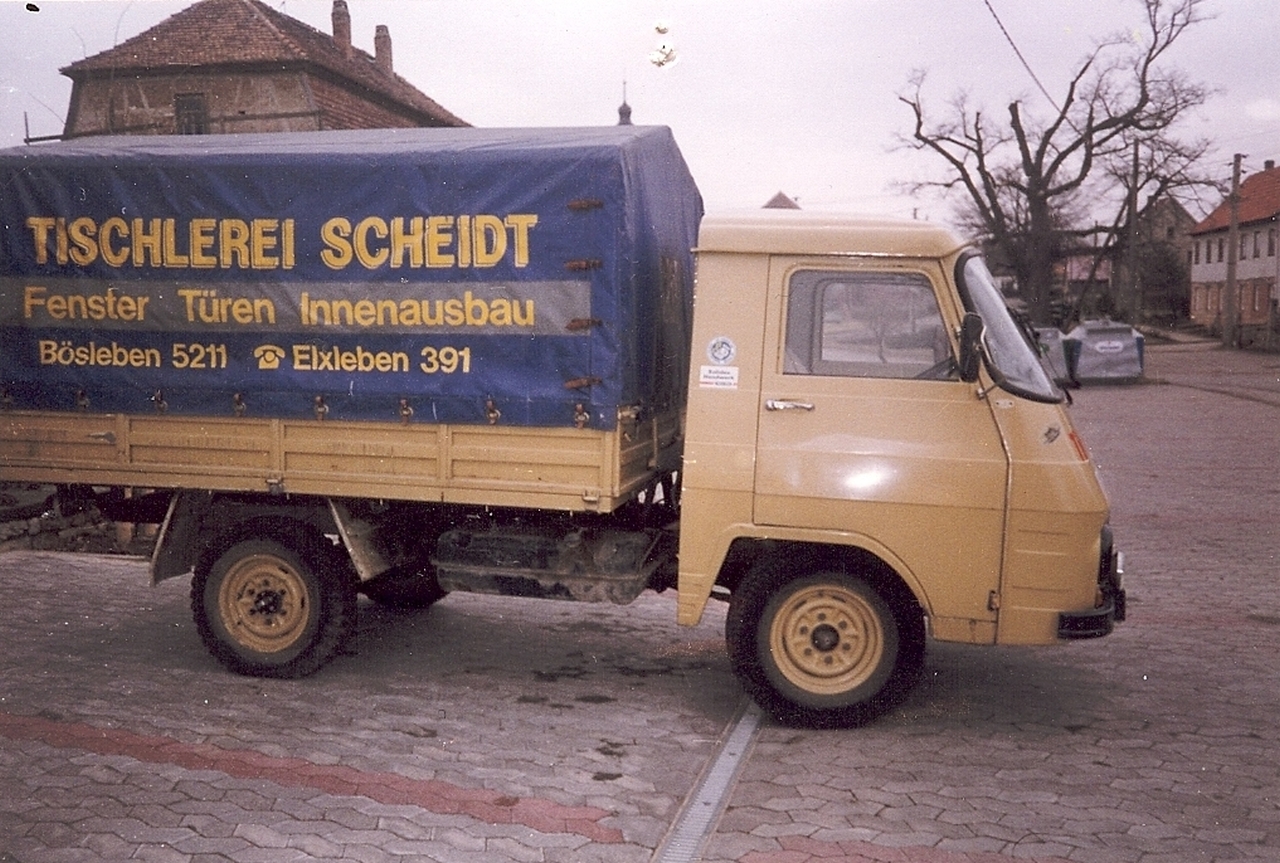 TISCHLEREI SCHEIDT
Fenster Türen Innenausbau
Bösleben 5211 ☎ Elxleben 391